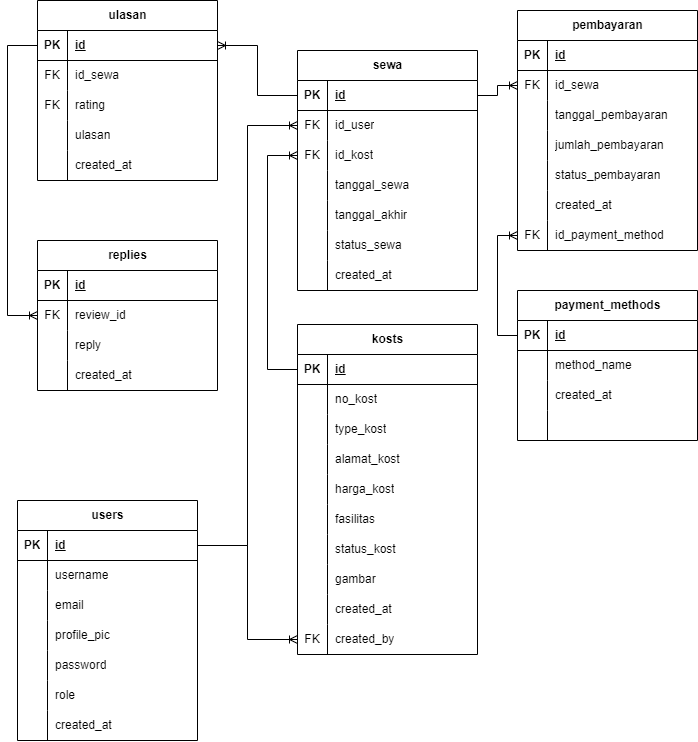 ulasan
PK id
FK id_sewa
FK rating
ulasan
created_at
replies
PK id
FK review_id
reply
created_at
users
PK id
username
email
profile_pic
password
role
created_at
sewa
PK id
FK id_user
FK id_kost
tanggal_sewa
tanggal_akhir
status_sewa
created_at
kosts
PK id
no_kost
type_kost
alamat_kost
harga_kost
fasilitas
status_kost
gambar
created_at
FK created_by
pembayaran
PK id
FK id_sewa
tanggal_pembayaran
jumlah_pembayaran
status_pembayaran
created_at
FK id_payment_method
payment_methods
PK id
method_name
created_at